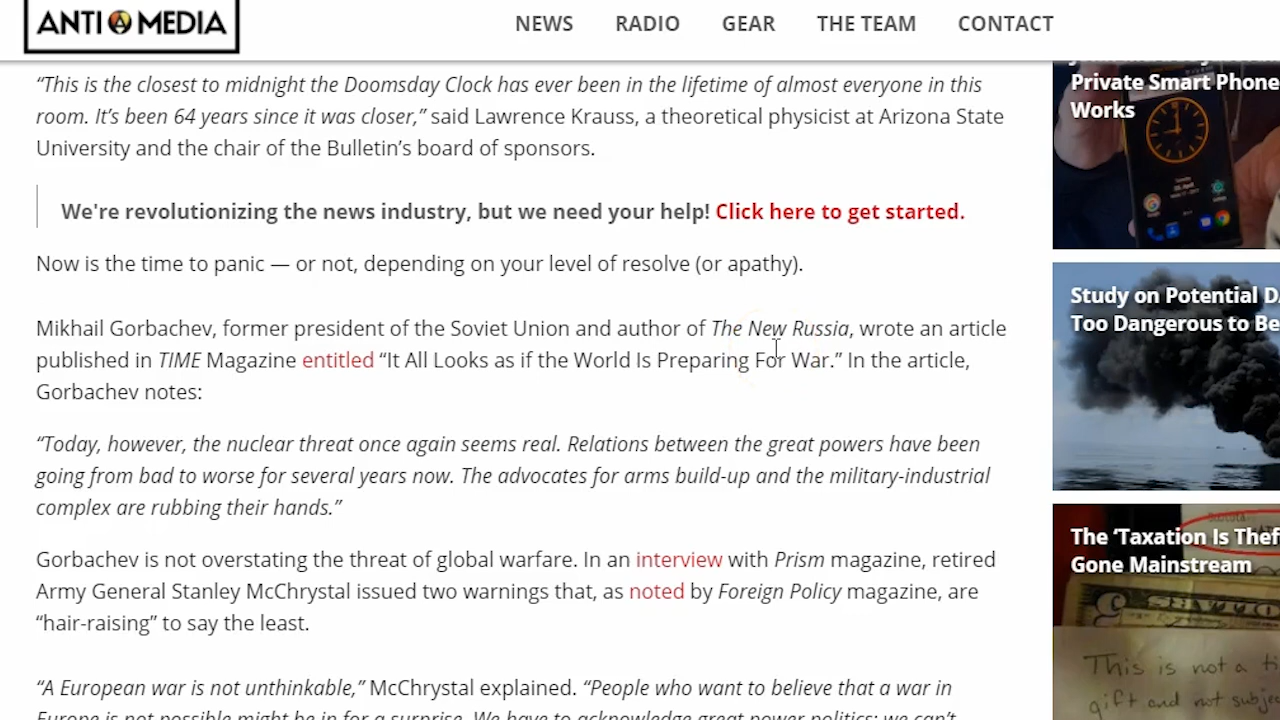 ANTI MEDIA
NEWS
RADIO
GEAR
THE TEAM
CONTACT
“This is the closest to midnight the Doomsday Clock has ever been in the lifetime of almost everyone in this
room. It’s been 64 years since it was closer,” said Lawrence Krauss, a theoretical physicist at Arizona State
University and the chair of the Bulletin’s board of sponsors.
We're revolutionizing the news industry, but we need your help! Click here to get started.
Now is the time to panic — or not, depending on your level of resolve (or apathy).
Mikhail Gorbachev, former president of the Soviet Union and author of The New Russia, wrote an article
published in TIME Magazine entitled “It All Looks as if the World Is Preparing For War.” In the article,
Gorbachev notes:
“Today, however, the nuclear threat once again seems real. Relations between the great powers have been
going from bad to worse for several years now. The advocates for arms build-up and the military-industrial
complex are rubbing their hands.”
Gorbachev is not overstating the threat of global warfare. In an interview with Prism magazine, retired
Army General Stanley McChrystal issued two warnings that, as noted by Foreign Policy magazine, are
“hair-raising” to say the least.
“A European war is not unthinkable,” McChrystal explained. “People who want to believe that a war in
Europe is not possible might be in for a surprise. We have to acknowledge great power politics; we can’t
Private Smart Phone
Works
Study on Potential D
Too Dangerous to Be
The ‘Taxation Is Thef
Gone Mainstream
This is not a ti
gift and not subje